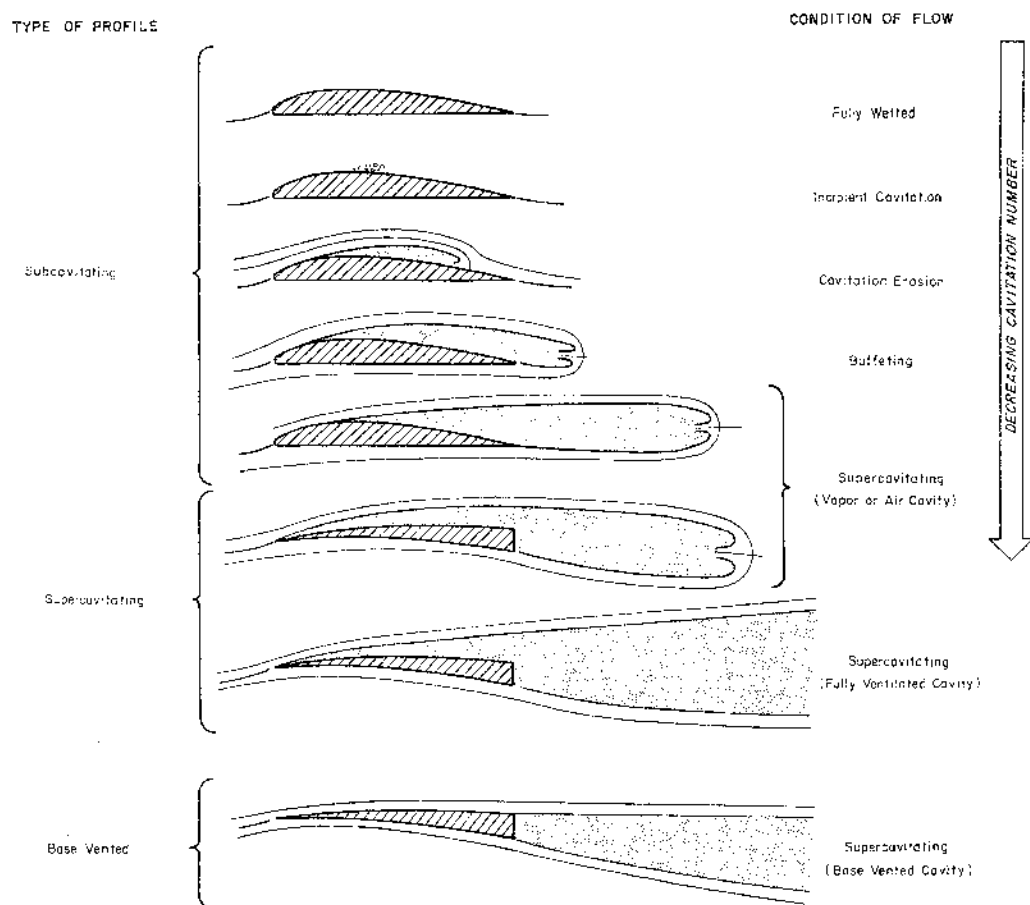 TYPE OF PROFILE
CONDITION OF FLOW
Fully Wetted
Incipient Cavitation
Subcavitating
Cavitation Erosion
Buffeting
Supercavitating
(Vapor or Air Cavity)
Supercavitating
Supercavitating
(Fully Ventilated Cavity)
Base Vented
Supercavitating
(Base Vented Cavity)
DECREASING CAVITATION NUMBER